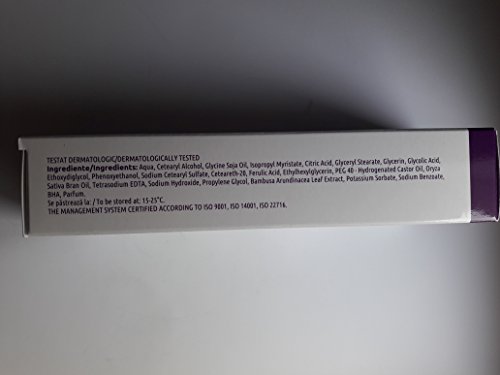 TESTAT DERMATOLOGIC/DERMATOLOGICALLY TESTED
Ingrediente/Ingredients: Aqua, Cetearyl Alcohol, Glycine Soja Oil, Isopropyl Myristate, Citric Acid, Glyceryl Stearate, Glycerin, Glycolic Acid,
Ethoxydiglycol, Phenoxyethanol, Sodium Cetearyl Sulfate, Ceteareth-20, Ferulic Acid, Ethylhexylglycerin, PEG 40 - Hydrogenated Castor Oil, Oryza
Sativa Bran Oil, Tetrasodium EDTA, Sodium Hydroxide, Propylene Glycol, Bambusa Arundinacea Leaf Extract, Potassium Sorbate, Sodium Benzoate,
BHA, Parfum.
Se păstrează la: / To be stored at: 15-25°C.
THE MANAGEMENT SYSTEM CERTIFIED ACCORDING TO ISO 9001, ISO 14001, ISO 22716.